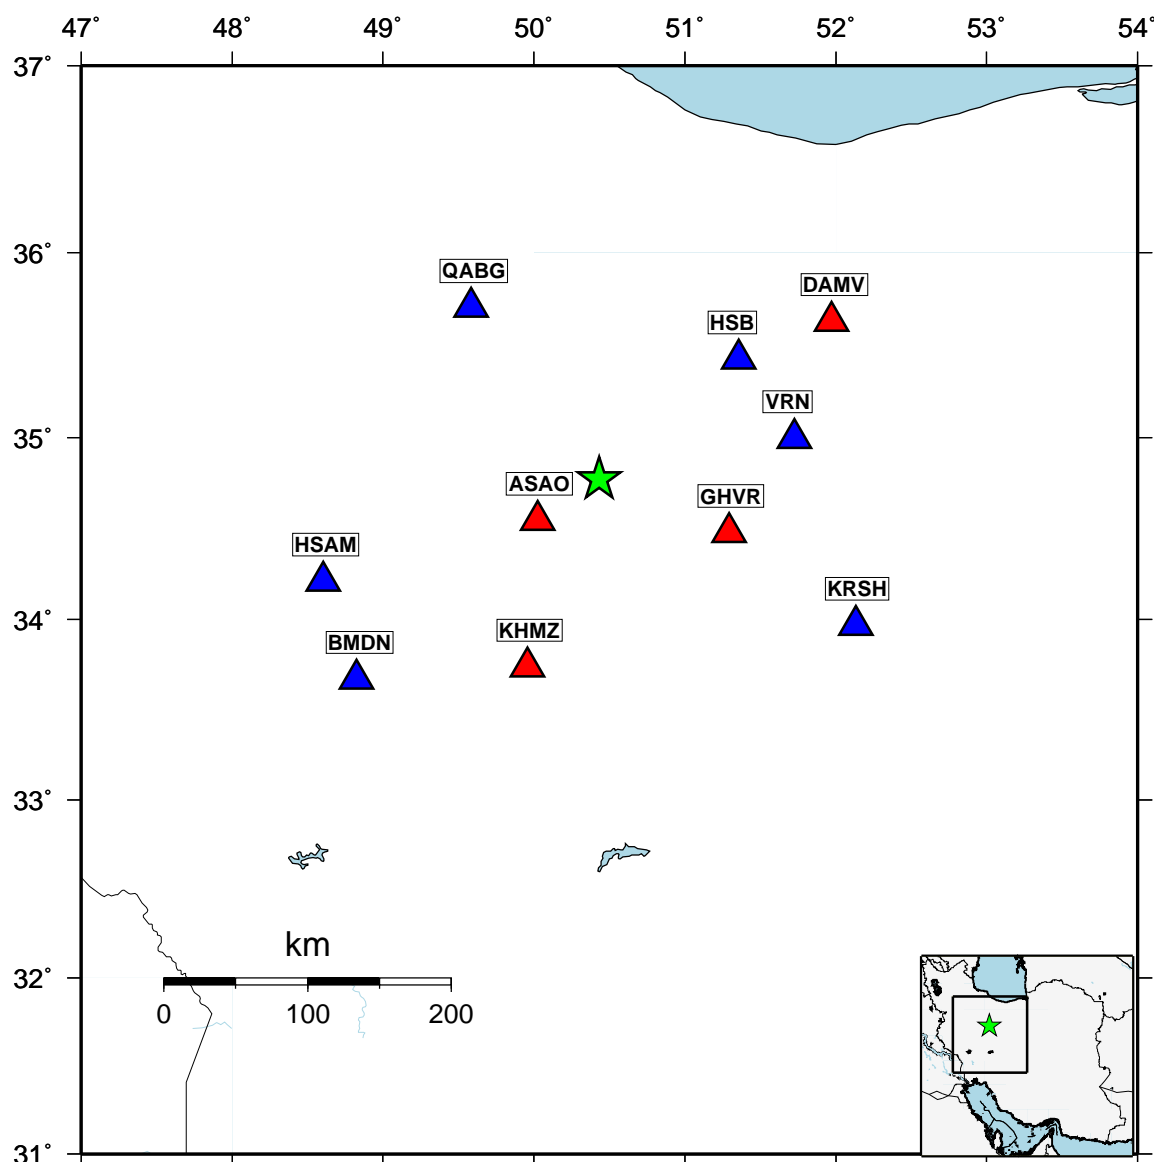 47˚ 48˚ 49˚ 50˚ 51˚ 52˚ 53˚ 54˚
37˚
36˚
QABG
DAMV
HSB
VRN
35˚
ASAO
GHVR
HSAM
KRSH
34˚
KHMZ
BMDN
33˚
km
32˚
0 100 200
31˚